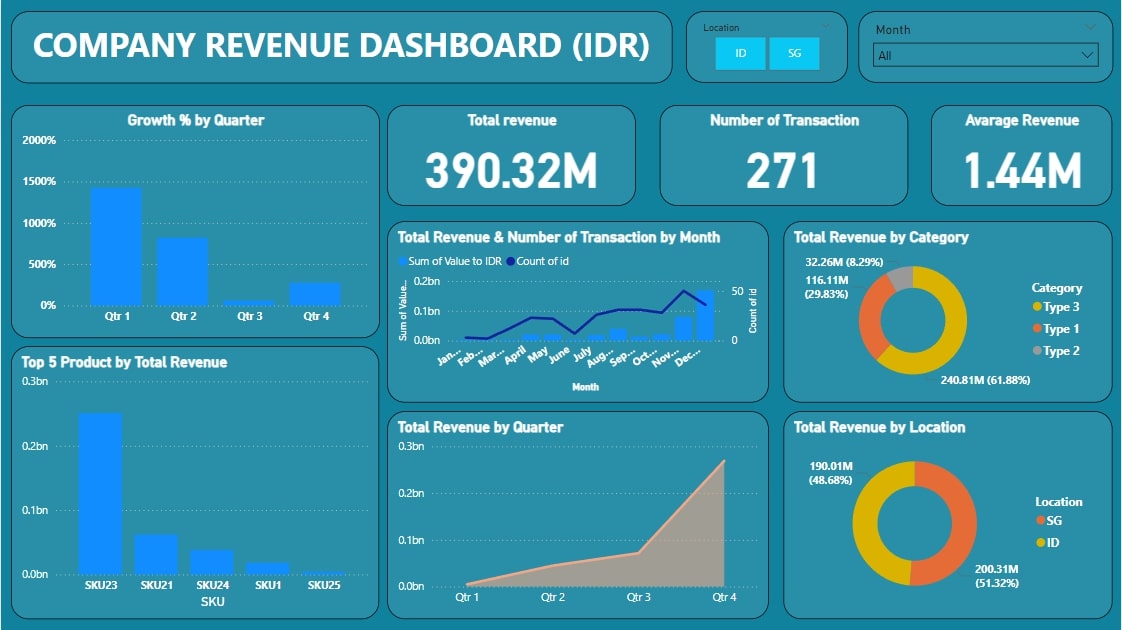 COMPANY REVENUE DASHBOARD (IDR)
Location
ID
SG
Month
All
Growth % by Quarter
2000%
1500%
1000%
500%
0%
Qtr 1
Qtr 2
Qtr 3
Qtr 4
Total revenue
390.32M
Number of Transaction
271
Avarage Revenue
1.44M
Total Revenue & Number of Transaction by Month
Sum of Value to IDR
Count of id
Sum of Value...
0.2bn
0.1bn
0.0bn
50
0
Count of id
Jan...
Feb...
Mar...
April
May
June
July
Aug...
Sep...
Oct...
Nov...
Dec...
Month
Total Revenue by Category
32.26M (8.29%)
116.11M
(29.83%)
240.81M (61.88%)
Category
Type 3
Type 1
Type 2
Top 5 Product by Total Revenue
0.3bn
0.2bn
0.1bn
0.0bn
SKU23
SKU21
SKU24
SKU1
SKU25
SKU
Total Revenue by Quarter
0.3bn
0.2bn
0.1bn
0.0bn
Qtr 1
Qtr 2
Qtr 3
Qtr 4
Total Revenue by Location
190.01M
(48.68%)
200.31M
(51.32%)
Location
SG
ID